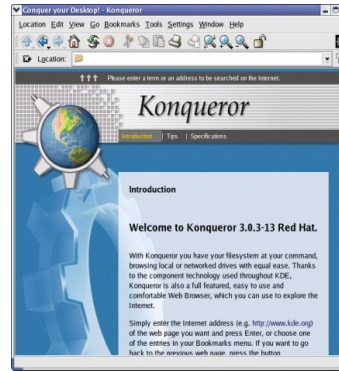 Conquer your Desktop! - Konqueror
Location Edit View Go Bookmarks Tools Settings Window Help
Location:
Please enter a term or an address to be searched on the Internet.
Konqueror
Introduction | Tips | Specifications
Introduction
Welcome to Konqueror 3.0.3-13 Red Hat.
With Konqueror you have your filesystem at your command,
browsing local or networked drives with equal ease. Thanks
to the component technology used throughout KDE,
Konqueror is also a full featured, easy to use and
comfortable Web Browser, which you can use to explore the
Internet.
Simply enter the Internet address (e.g. http://www.kde.org)
of the web page you want and press Enter, or choose one
of the entries in your Bookmarks menu. If you want to go
back to the previous web page, press the button